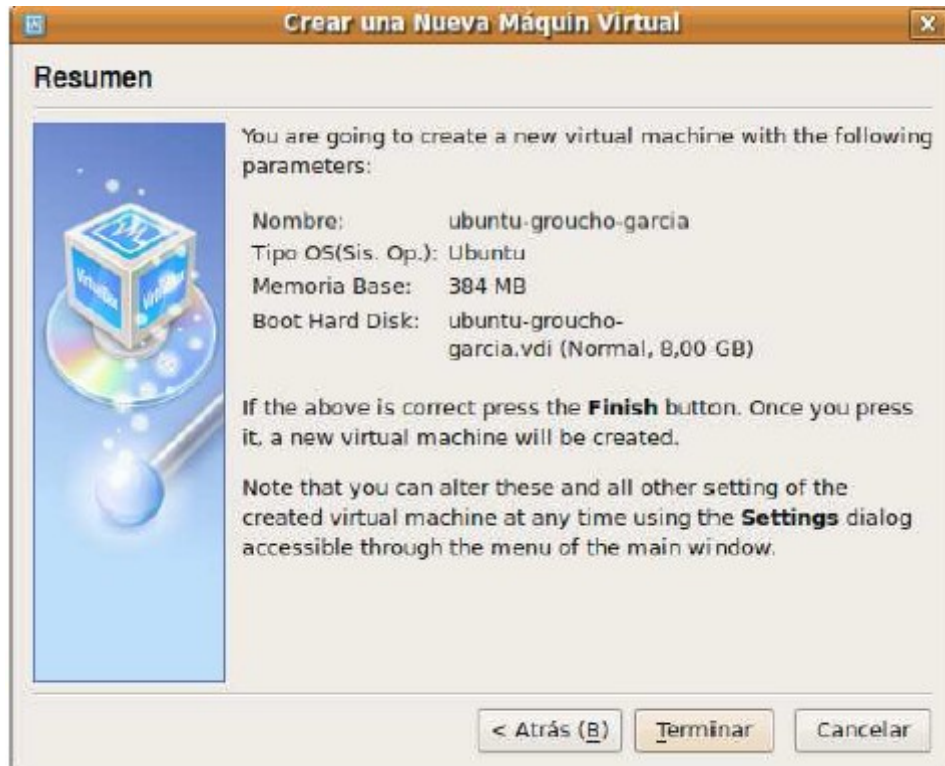 Crear una Nueva Máquin Virtual
Resumen
You are going to create a new virtual machine with the following
parameters:
Nombre: ubuntu-groucho-garcia
Tipo OS(Sis. Op.): Ubuntu
Memoria Base: 384 MB
Boot Hard Disk: ubuntu-groucho-
garcia.vdi (Normal, 8,00 GB)
If the above is correct press the Finish button. Once you press
it, a new virtual machine will be created.
Note that you can alter these and all other setting of the
created virtual machine at any time using the Settings dialog
accessible through the menu of the main window.
VirtualBox
< Atrás (B) Terminar Cancelar